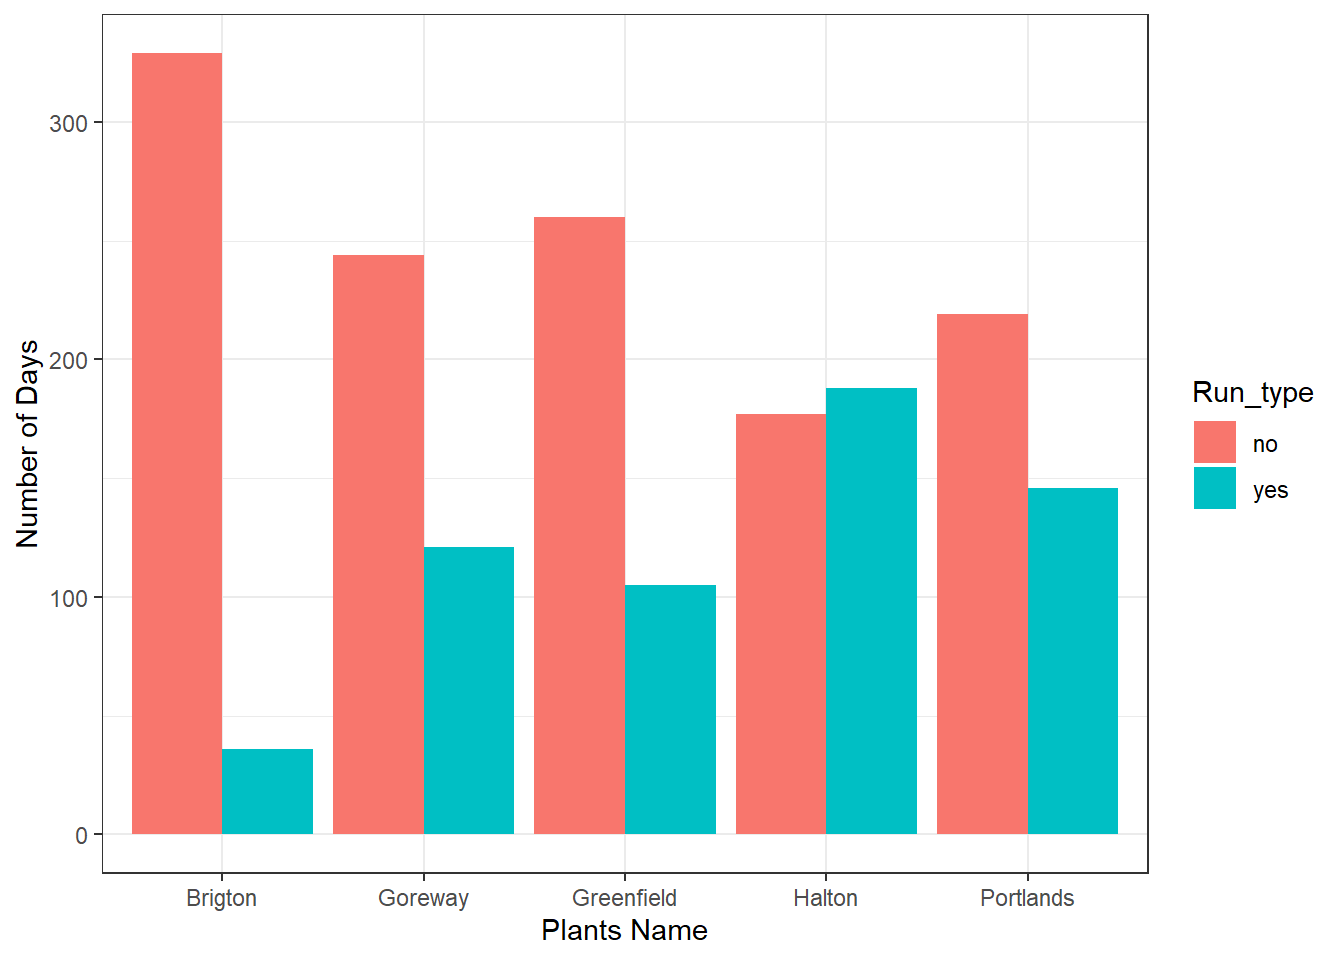 300
200
100
0
Number of Days
Brigton
Goreway
Greenfield
Halton
Portlands
Plants Name
Run_type
no
yes